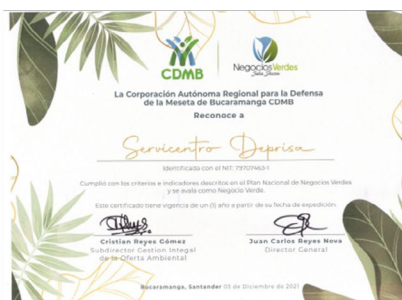 CDMB
NegociosVerdes
La Corporación Autónoma Regional para la Defensa
de la Meseta de Bucaramanga CDMB
Reconoce a
Servicentro Deprisa
Identificada con el NIT: 79707463-1
Cumplió con los criterios e indicadores descritos en el Plan Nacional de Negocios Verdes
y se avala como Negocio Verde.
Este certificado tiene vigencia de un (1) año a partir de su fecha de expedición
Cristian Reyes Gómez
Subdirector Gestion Integal
de la Oferta Ambiental
Juan Carlos Reyes Nova
Director General
Bucaramanga, Santander 03 de Diciembre de 2021